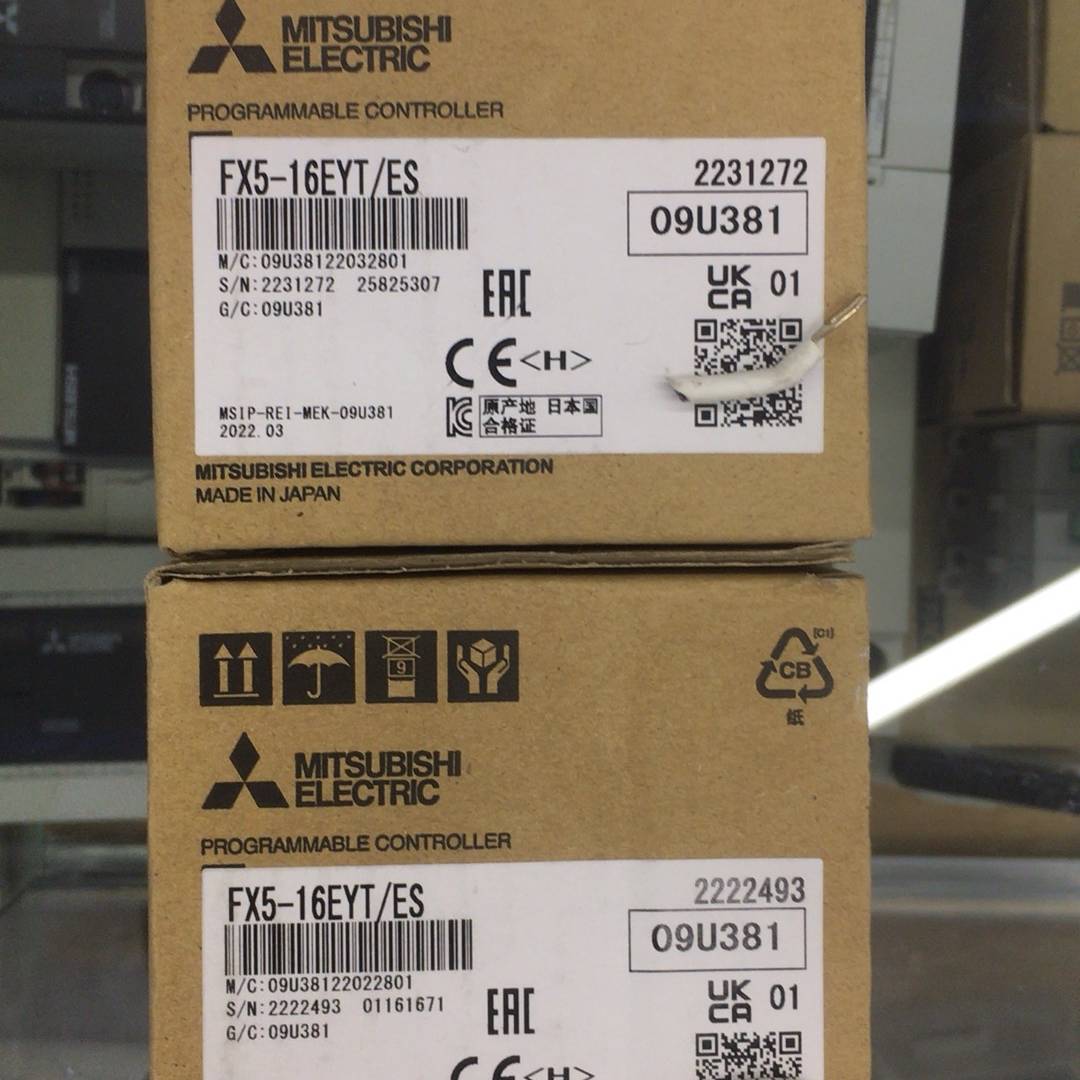 MITSUBISHI
ELECTRIC
PROGRAMMABLE CONTROLLER
FX5-16EYT/ES
2231272
09U381
M/C:09U38122032801
S/N:2231272 25825307
G/C:09U381
EAC
UK
CA 01
CE <H>
MSIP-REI-MEK-09U381
2022.03
原产地 日本国
合格证
MITSUBISHI ELECTRIC CORPORATION
MADE IN JAPAN
9
[C1]
CB
纸
MITSUBISHI
ELECTRIC
PROGRAMMABLE CONTROLLER
FX5-16EYT/ES
2222493
09U381
M/C:09U38122022801
S/N:2222493 01161671
G/C:09U381
EAC
UK
CA 01
CE <H>